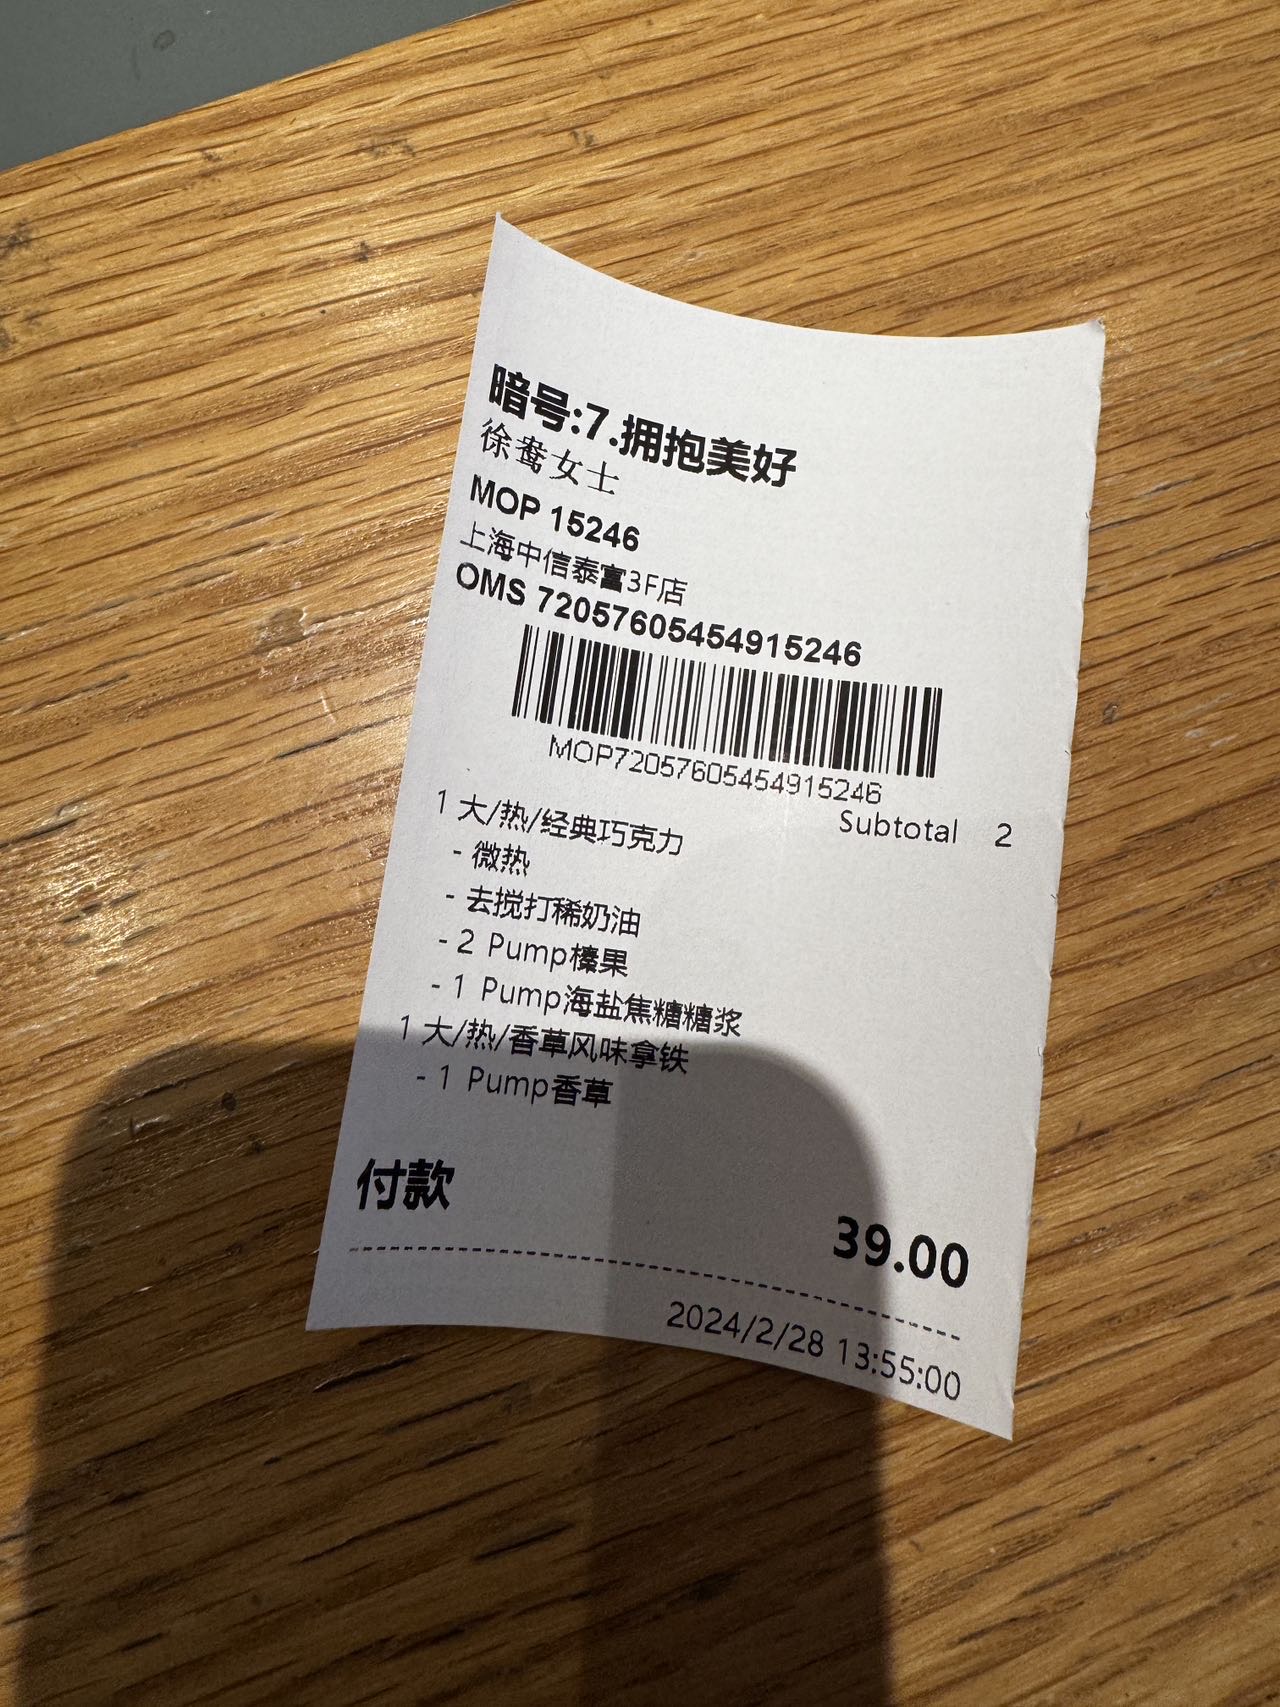 暗号:7.拥抱美好
徐鸯女士
MOP 15246
上海中信泰富3F店
OMS 72057605454915246
MOP72057605454915246
Subtotal 2
1 大/热/经典巧克力
- 微热
- 去搅打稀奶油
- 2 Pump榛果
- 1 Pump海盐焦糖糖浆
1 大/热/香草风味拿铁
- 1 Pump香草
付款
39.00
2024/2/28 13:55:00